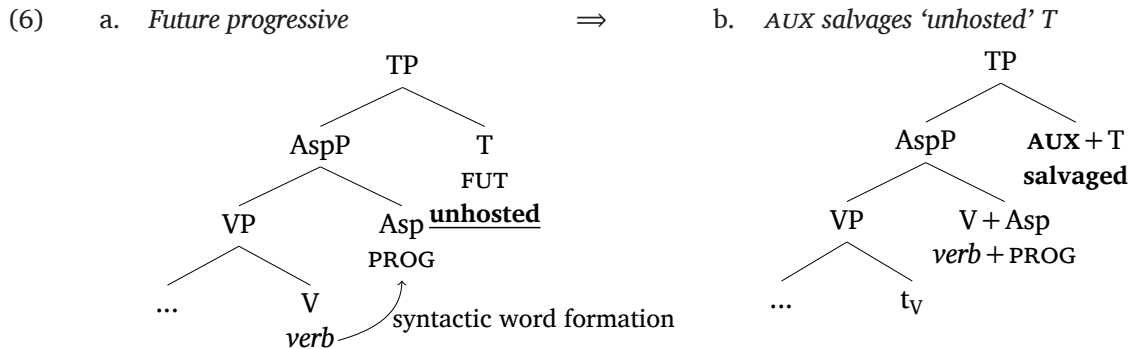 (6) a. Future progressive ⟹ b. AUX salvages ‘unhosted’ T
TP TP
AspP T AspP AUX + T
FUT salvaged
VP Asp unhosted VP V + Asp
PROG verb + PROG
... V ... tV
verb syntactic word formation